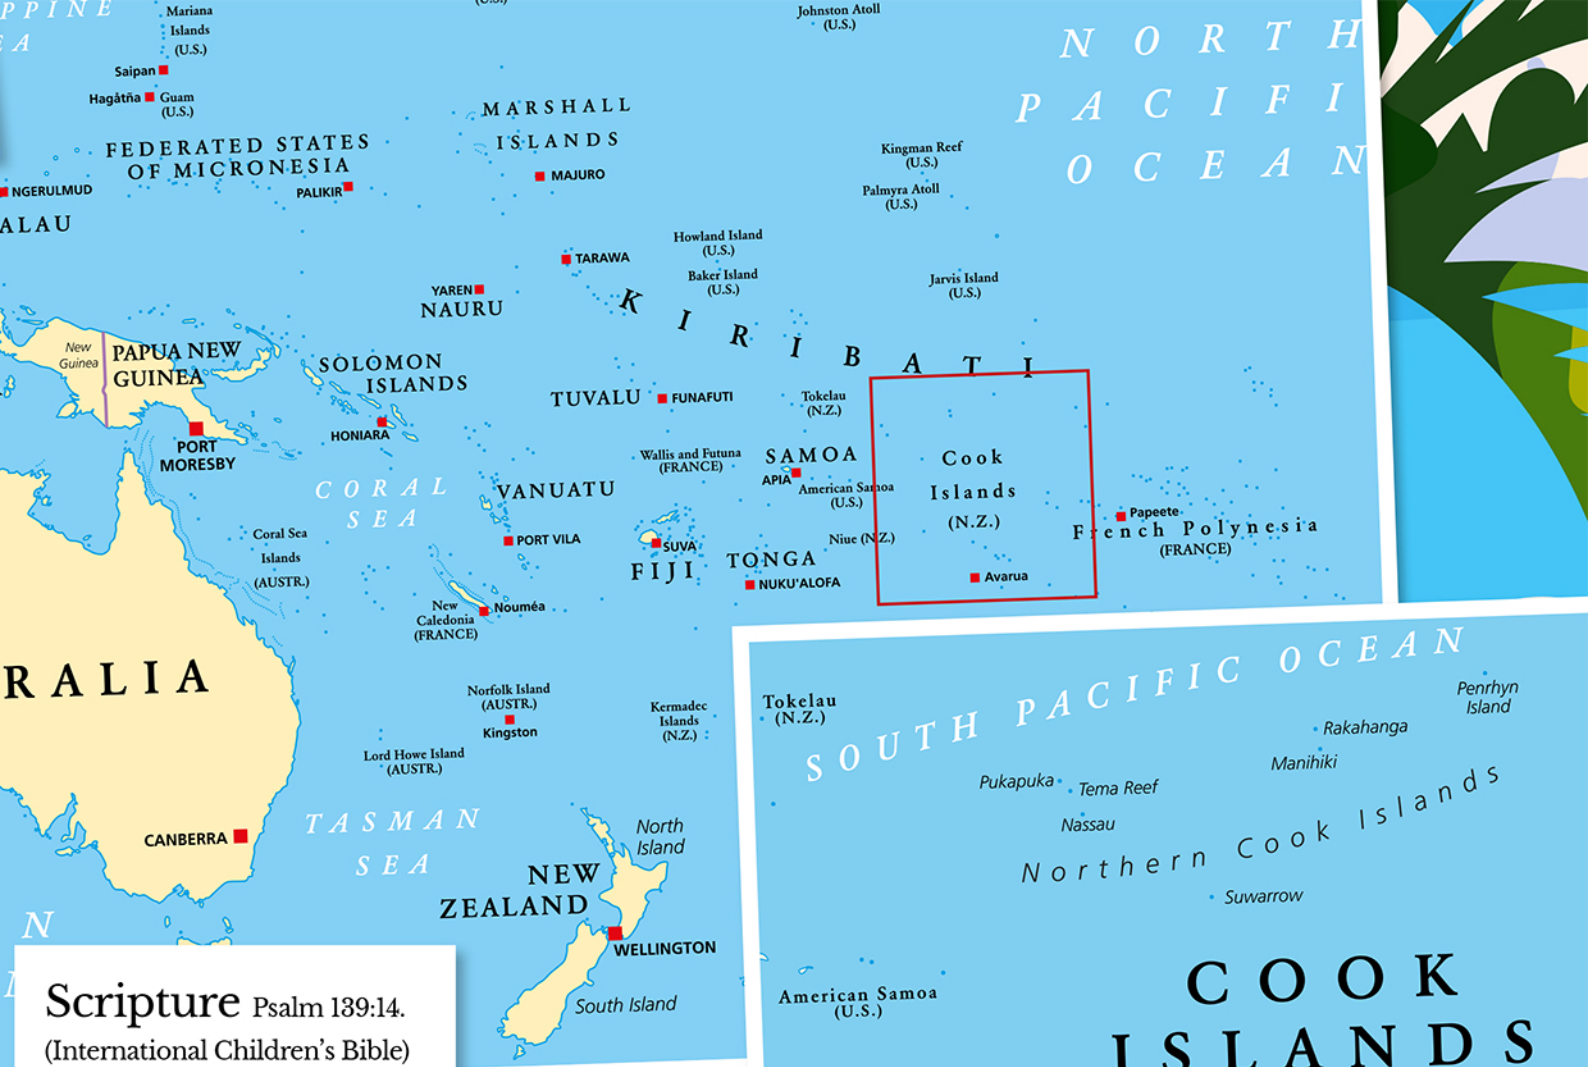 PPINE
EA
Mariana
Islands
(U.S.)
(U.S.)
Johnston Atoll
(U.S.)
NORTH
PACIFI
OCEAN
Saipan
Hagåtña
Guam
(U.S.)
FEDERATED STATES
OF MICRONESIA
MARSHALL
ISLANDS
MAJURO
PALIKIR
NGERULMUD
ALAU
Kingman Reef
(U.S.)
Palmyra Atoll
(U.S.)
TARAWA
Howland Island
(U.S.)
Baker Island
(U.S.)
Jarvis Island
(U.S.)
YAREN
NAURU
KIRIBATI
New
Guinea
PAPUA NEW
GUINEA
SOLOMON
ISLANDS
HONIARA
PORT
MORESBY
TUVALU
FUNAFUTI
Tokelau
(N.Z.)
Wallis and Futuna
(FRANCE)
SAMOA
APIA
American Samoa
(U.S.)
Cook
Islands
(N.Z.)
Avarua
Papeete
French Polynesia
(FRANCE)
CORAL
SEA
Coral Sea
Islands
(AUSTR.)
VANUATU
PORT VILA
SUVA
FIJI
Niue (N.Z.)
TONGA
NUKU'ALOFA
New
Caledonia
(FRANCE)
Nouméa
RALIA
Norfolk Island
(AUSTR.)
Kingston
Kermadec
Islands
(N.Z.)
Lord Howe Island
(AUSTR.)
CANBERRA
TASMAN
SEA
North
Island
NEW
ZEALAND
WELLINGTON
South Island
N
SOUTH PACIFIC OCEAN
Tokelau
(N.Z.)
Penrhyn
Island
Rakahanga
Manihiki
Pukapuka
Tema Reef
Nassau
Northern Cook Islands
Suwarrow
American Samoa
(U.S.)
COOK
ISLANDS
Scripture Psalm 139:14.
(International Children’s Bible)